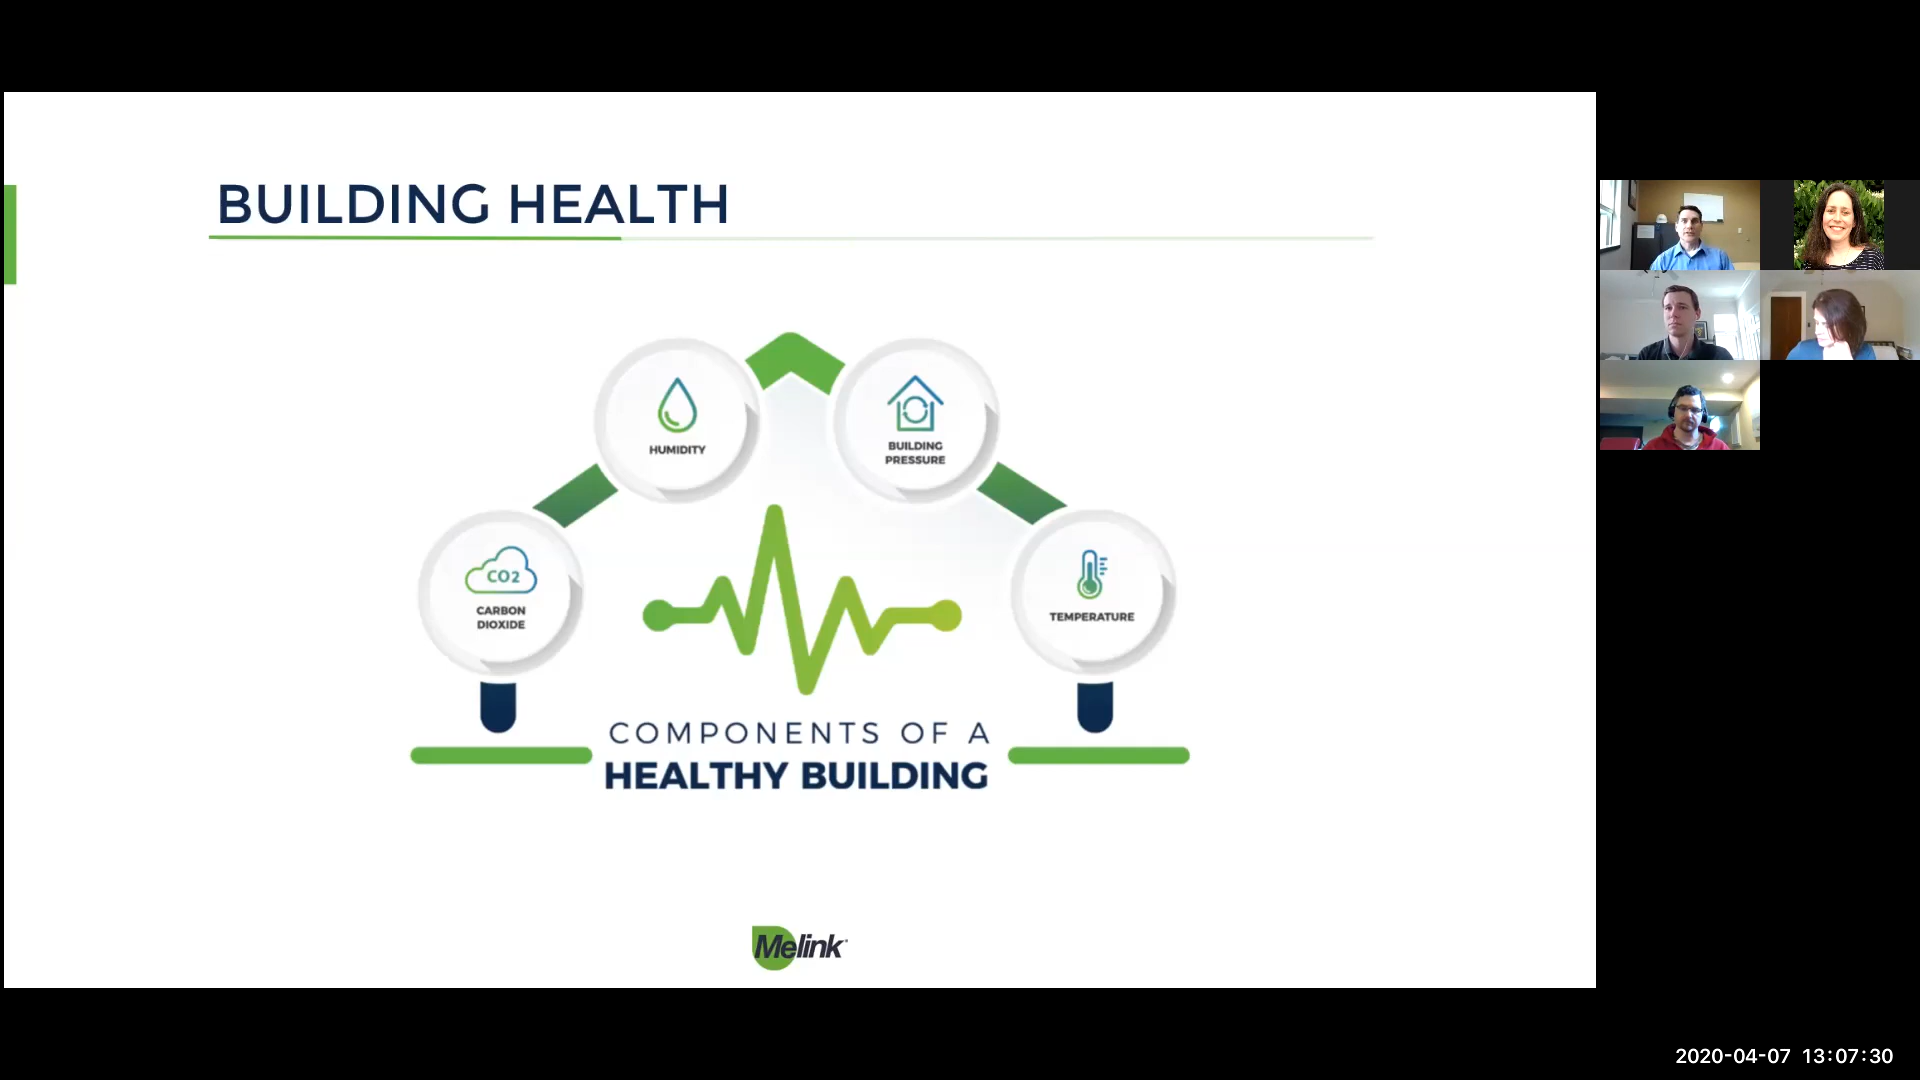 BUILDING HEALTH
HUMIDITY
BUILDING
PRESSURE
CO2
CARBON
DIOXIDE
TEMPERATURE
COMPONENTS OF A
HEALTHY BUILDING
Melink
2020-04-07 13:07:30